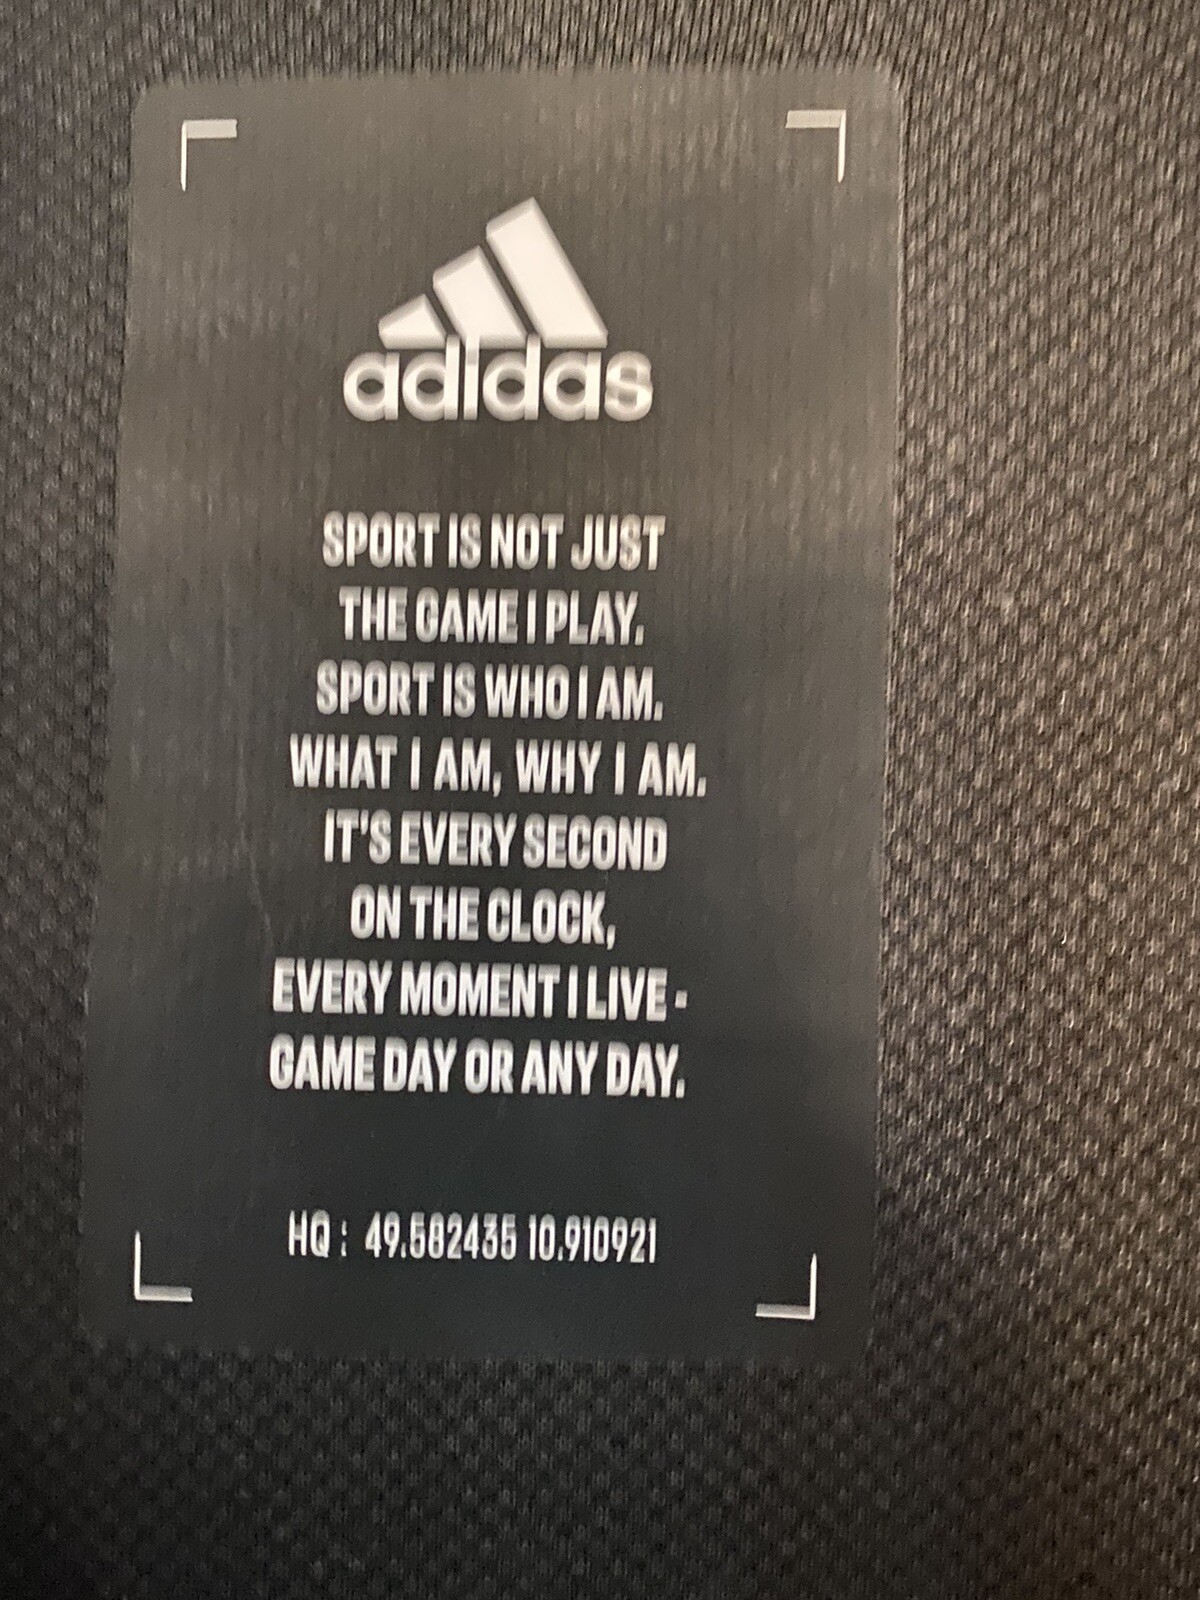 adidas
SPORT IS NOT JUST
THE GAME I PLAY.
SPORT IS WHO I AM.
WHAT I AM, WHY I AM.
IT'S EVERY SECOND
ON THE CLOCK,
EVERY MOMENT I LIVE -
GAME DAY OR ANY DAY.
HQ : 49.582435 10.910921